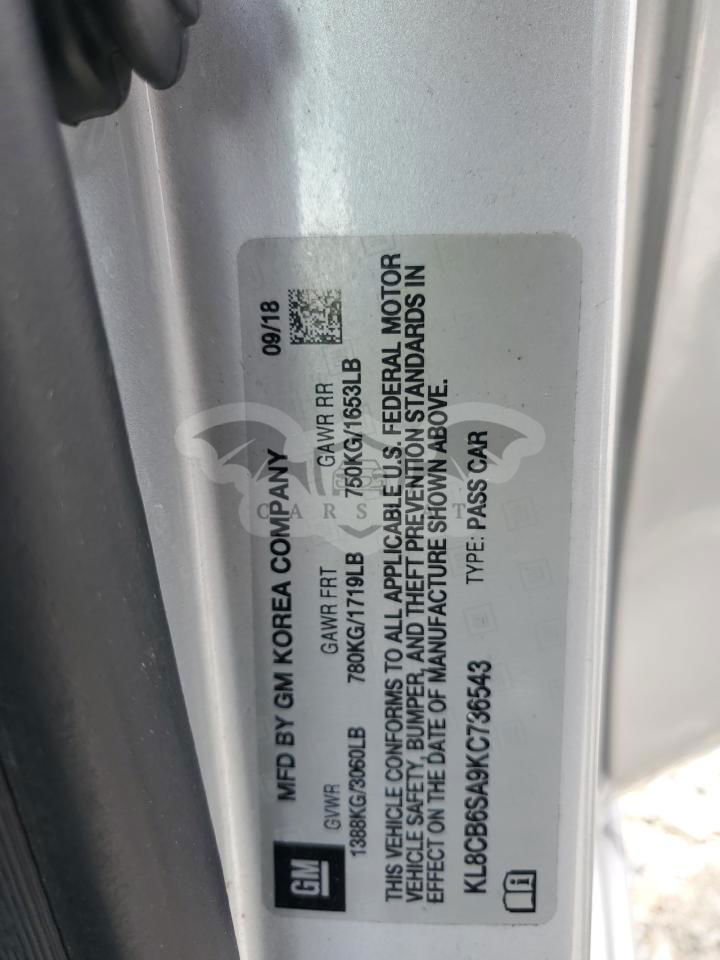 MFD BY GM KOREA COMPANY 09/18
GM
GVWR GAWR FRT GAWR RR
1388KG/3060LB 780KG/1719LB 750KG/1653LB
THIS VEHICLE CONFORMS TO ALL APPLICABLE U.S. FEDERAL MOTOR
VEHICLE SAFETY, BUMPER, AND THEFT PREVENTION STANDARDS IN
EFFECT ON THE DATE OF MANUFACTURE SHOWN ABOVE.
KL8CB6SA9KC736543 TYPE: PASS CAR